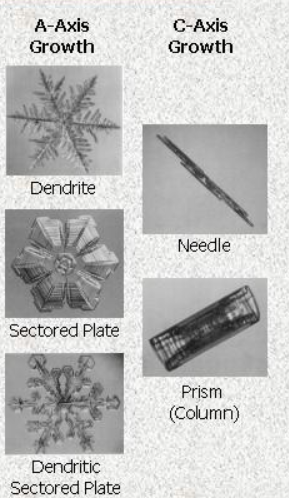 A-Axis
Growth
Dendrite
Sectored Plate
Dendritic
Sectored Plate
C-Axis
Growth
Needle
Prism
(Column)